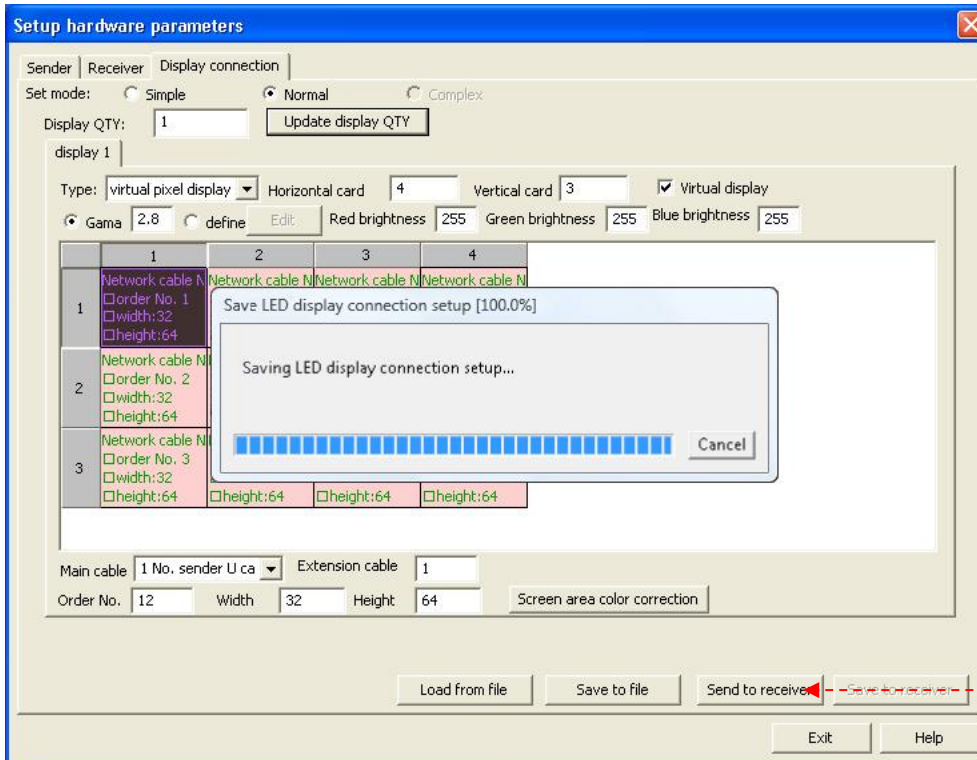 Setup hardware parameters
Sender Receiver Display connection
Set mode: Simple Normal Complex
Display QTY: 1 Update display QTY
display 1
Type: virtual pixel display Horizontal card 4 Vertical card 3 Virtual display
Gama 2.8 define Edit Red brightness 255 Green brightness 255 Blue brightness 255
1 2 3 4
Network cable N Network cable N Network cable N Network cable N
1
order No. 1
width:32
height:64
Save LED display connection setup [100.0%]
Saving LED display connection setup...
Cancel
Network cable N
2
order No. 2
width:32
height:64
Network cable N
3
order No. 3
width:32
height:64 height:64 height:64 height:64
Main cable 1 No. sender U ca Extension cable 1
Order No. 12 Width 32 Height 64 Screen area color correction
Load from file Save to file Send to receiver Save to receiver
Exit Help